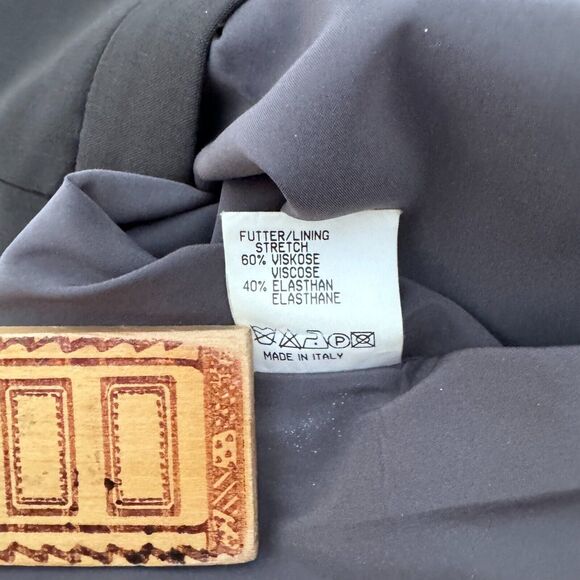 FUTTER/LINING
STRETCH
60% VISKOSE
VISCOSE
40% ELASTHAN
ELASTHANE
P
MADE IN ITALY